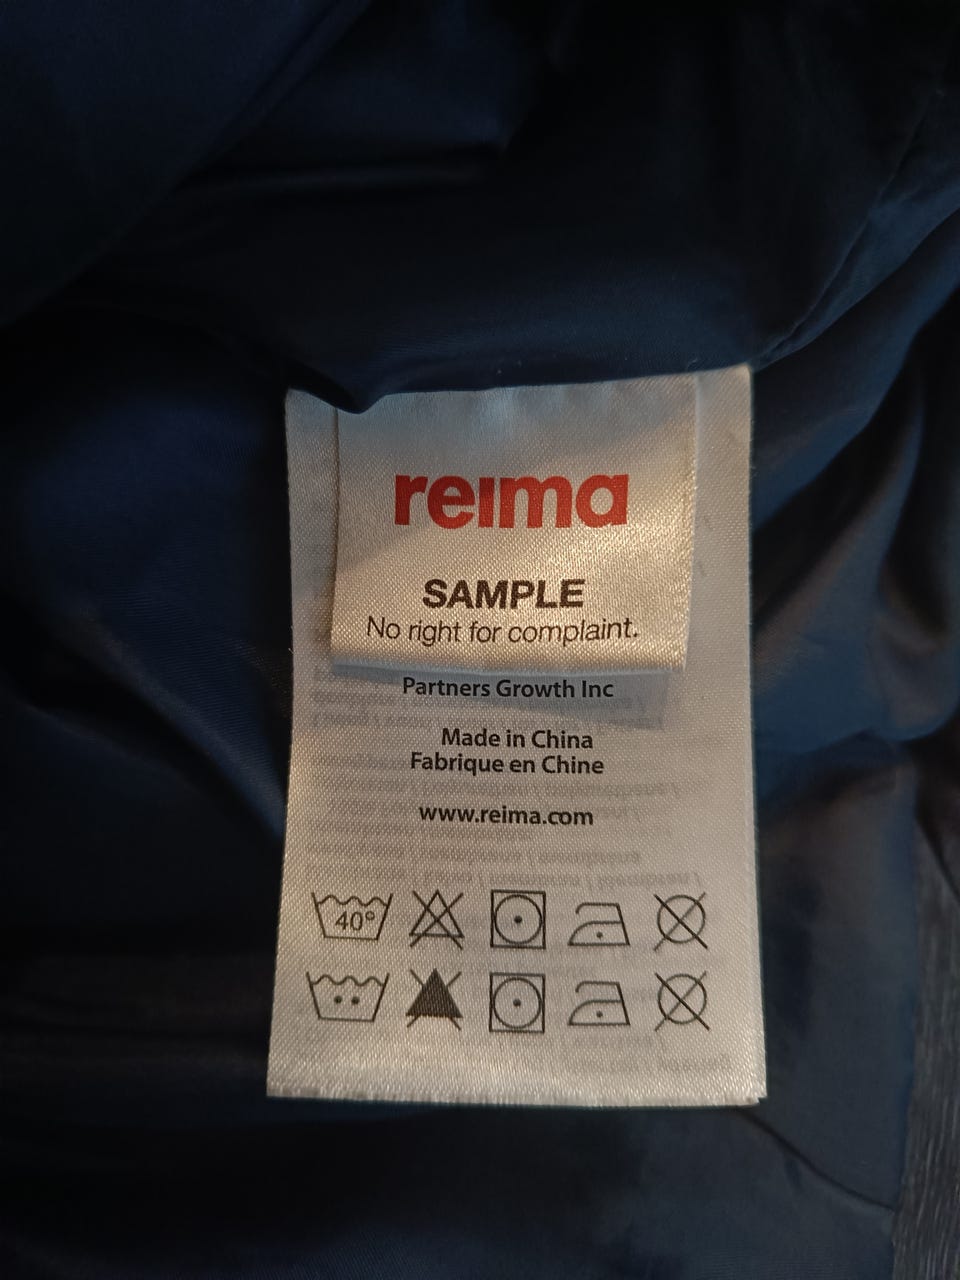 reima
SAMPLE
No right for complaint.
Partners Growth Inc
Made in China
Fabrique en Chine
www.reima.com
40°